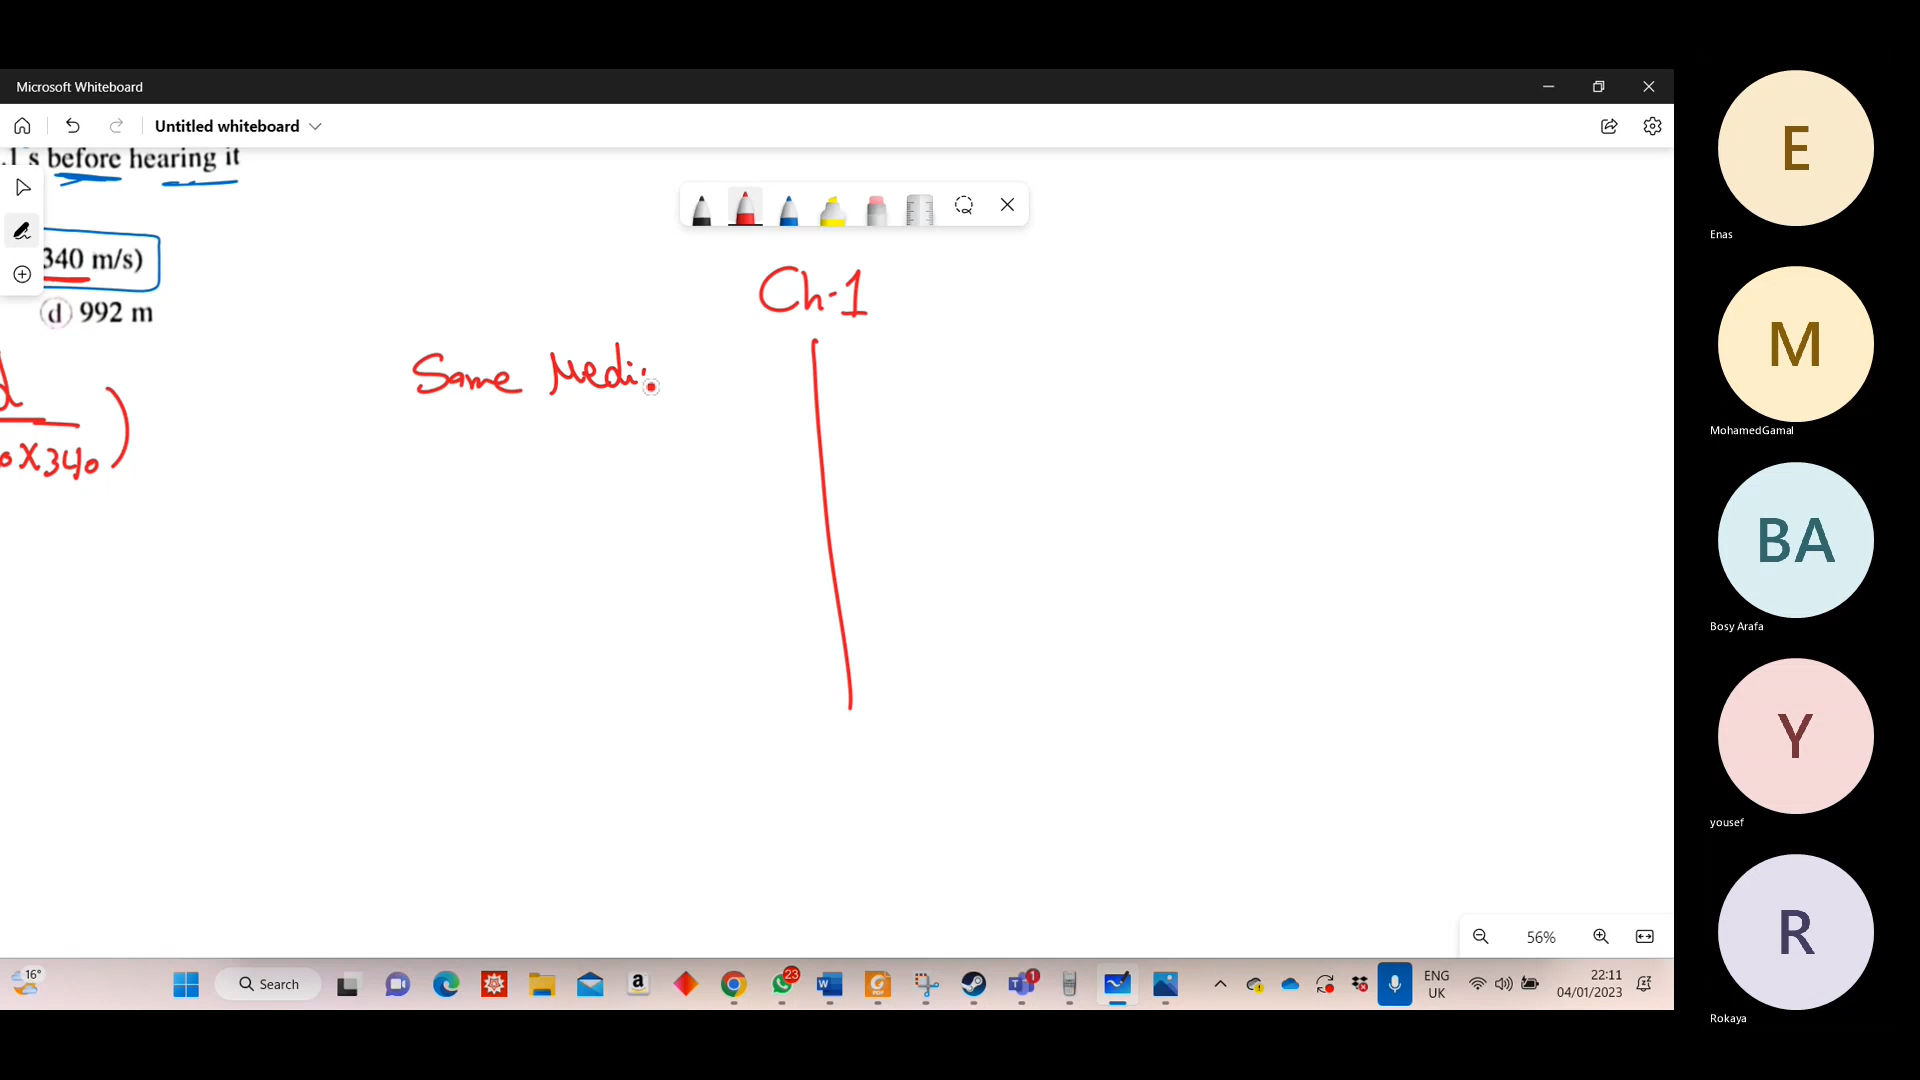 Microsoft Whiteboard
Untitled whiteboard
.1 s before hearing it
340 m/s)
(d) 992 m
d
0x340)
Ch-1
Same Medi
56%
E
Enas
M
MohamedGamal
BA
Bosy Arafa
Y
yousef
R
Rokaya
16°
Search
23
1
ENG
UK
22:11
04/01/2023